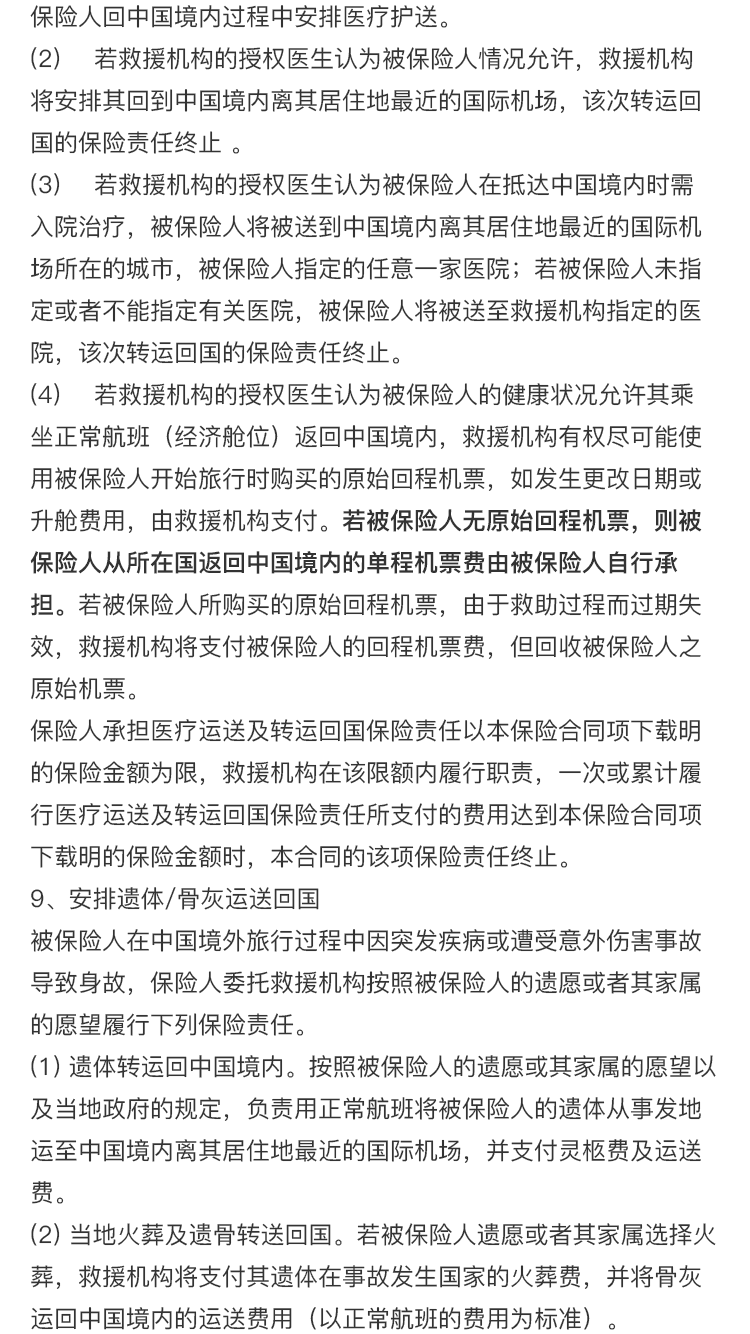 保险人回中国境内过程中安排医疗护送。
(2)　若救援机构的授权医生认为被保险人情况允许，救援机构
将安排其回到中国境内离其居住地最近的国际机场，该次转运回
国的保险责任终止 。
(3)　若救援机构的授权医生认为被保险人在抵达中国境内时需
入院治疗，被保险人将被送到中国境内离其居住地最近的国际机
场所在的城市，被保险人指定的任意一家医院；若被保险人未指
定或者不能指定有关医院，被保险人将被送至救援机构指定的医
院，该次转运回国的保险责任终止。
(4)　若救援机构的授权医生认为被保险人的健康状况允许其乘
坐正常航班（经济舱位）返回中国境内，救援机构有权尽可能使
用被保险人开始旅行时购买的原始回程机票，如发生更改日期或
升舱费用，由救援机构支付。若被保险人无原始回程机票，则被
保险人从所在国返回中国境内的单程机票费由被保险人自行承
担。若被保险人所购买的原始回程机票，由于救助过程而过期失
效，救援机构将支付被保险人的回程机票费，但回收被保险人之
原始机票。
保险人承担医疗运送及转运回国保险责任以本保险合同项下载明
的保险金额为限，救援机构在该限额内履行职责，一次或累计履
行医疗运送及转运回国保险责任所支付的费用达到本保险合同项
下载明的保险金额时，本合同的该项保险责任终止。
9、安排遗体/骨灰运送回国
被保险人在中国境外旅行过程中因突发疾病或遭受意外伤害事故
导致身故，保险人委托救援机构按照被保险人的遗愿或者其家属
的愿望履行下列保险责任。
(1) 遗体转运回中国境内。按照被保险人的遗愿或其家属的愿望以
及当地政府的规定，负责用正常航班将被保险人的遗体从事发地
运至中国境内离其居住地最近的国际机场，并支付灵柩费及运送
费。
(2) 当地火葬及遗骨转送回国。若被保险人遗愿或者其家属选择火
葬，救援机构将支付其遗体在事故发生国家的火葬费，并将骨灰
运回中国境内的运送费用（以正常航班的费用为标准）。